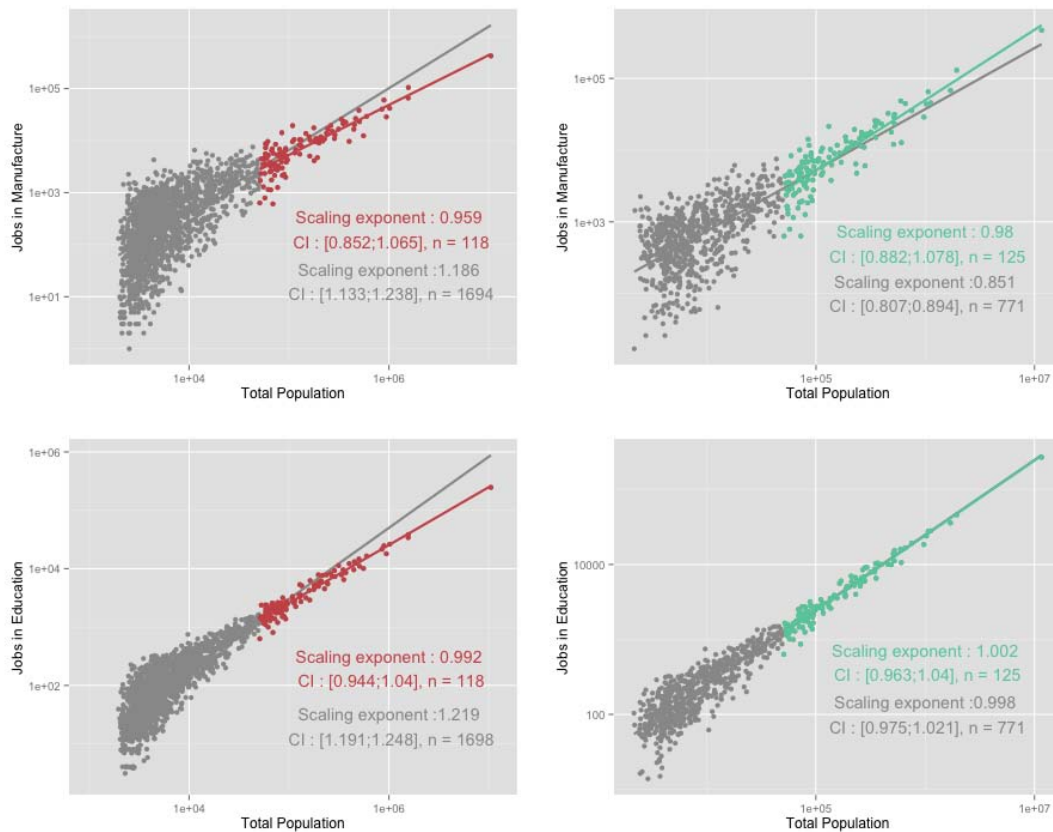 Jobs in Manufacture
1e+05
1e+03
1e+01
Scaling exponent : 0.959
CI : [0.852;1.065], n = 118
Scaling exponent :1.186
CI : [1.133;1.238], n = 1694
1e+04
1e+06
Total Population
Jobs in Manufacture
1e+05
1e+03
Scaling exponent : 0.98
CI : [0.882;1.078], n = 125
Scaling exponent :0.851
CI : [0.807;0.894], n = 771
1e+05
1e+07
Total Population
Jobs in Education
1e+06
1e+04
1e+02
Scaling exponent : 0.992
CI : [0.944;1.04], n = 118
Scaling exponent :1.219
CI : [1.191;1.248], n = 1698
1e+04
1e+06
Total Population
Jobs in Education
10000
100
Scaling exponent : 1.002
CI : [0.963;1.04], n = 125
Scaling exponent :0.998
CI : [0.975;1.021], n = 771
1e+05
1e+07
Total Population